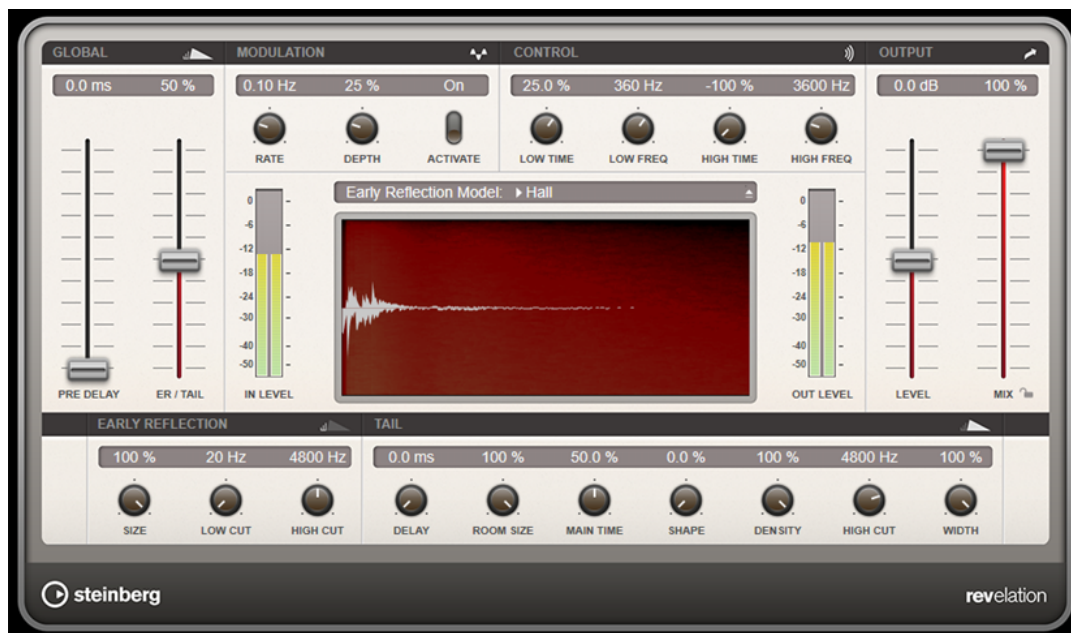 GLOBAL MODULATION CONTROL OUTPUT
0.0 ms 50 % 0.10 Hz 25 % On 25.0 % 360 Hz -100 % 3600 Hz 0.0 dB 100 %
RATE DEPTH ACTIVATE LOW TIME LOW FREQ HIGH TIME HIGH FREQ
Early Reflection Model: Hall
0 0
-6 -6
-12 -12
-18 -18
-24 -24
-30 -30
-40 -40
-50 -50
PRE DELAY ER / TAIL IN LEVEL OUT LEVEL LEVEL MIX
EARLY REFLECTION TAIL
100 % 20 Hz 4800 Hz 0.0 ms 100 % 50.0 % 0.0 % 100 % 4800 Hz 100 %
SIZE LOW CUT HIGH CUT DELAY ROOM SIZE MAIN TIME SHAPE DENSITY HIGH CUT WIDTH
steinberg revelation